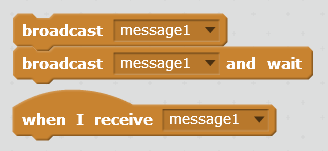 broadcast message1
broadcast message1 and wait
when I receive message1